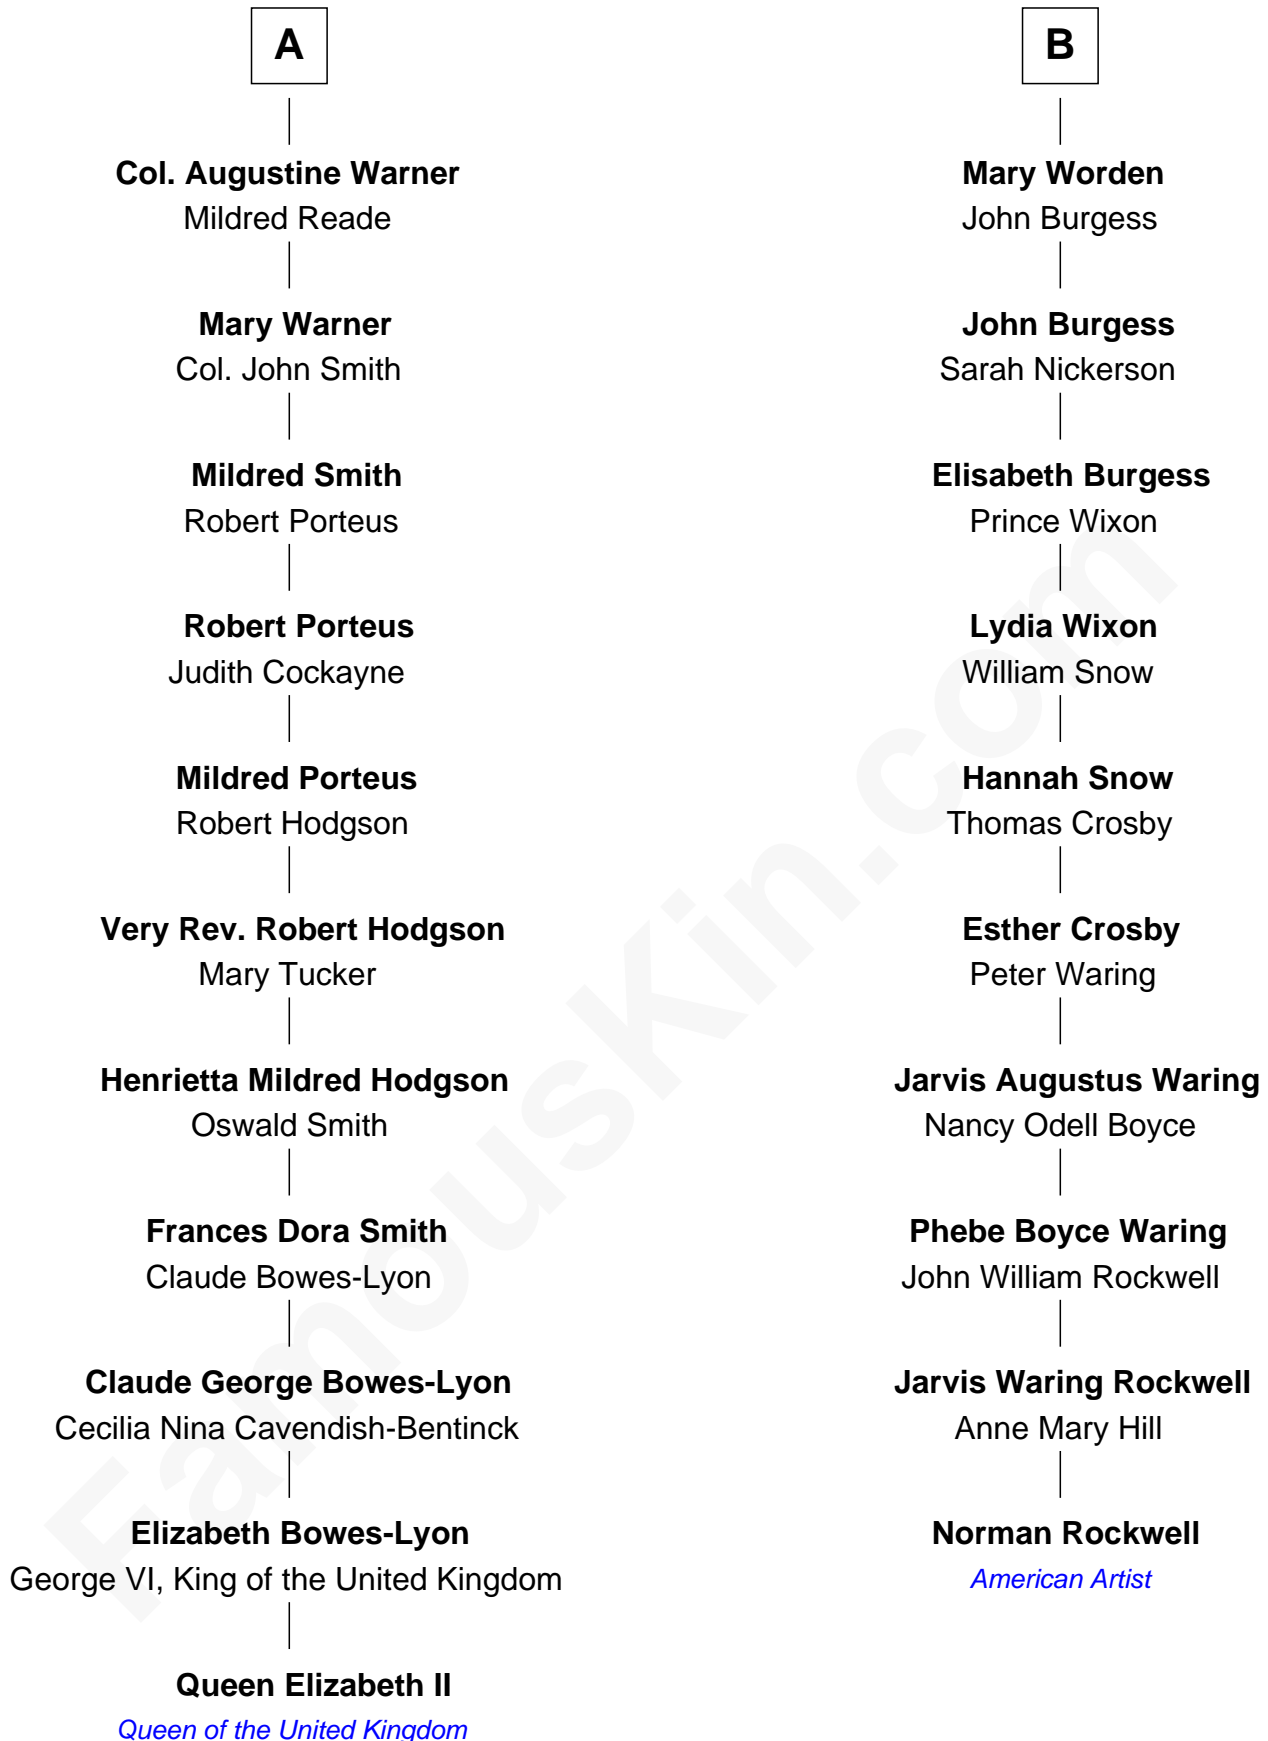 A
Col. Augustine Warner
Mildred Reade
Mary Warner
Col. John Smith
Mildred Smith
Robert Porteus
Robert Porteus
Judith Cockayne
Mildred Porteus
Robert Hodgson
Very Rev. Robert Hodgson
Mary Tucker
Henrietta Mildred Hodgson
Oswald Smith
Frances Dora Smith
Claude Bowes-Lyon
Claude George Bowes-Lyon
Cecilia Nina Cavendish-Bentinck
Elizabeth Bowes-Lyon
George VI, King of the United Kingdom
Queen Elizabeth II
Queen of the United Kingdom
B
Mary Worden
John Burgess
John Burgess
Sarah Nickerson
Elisabeth Burgess
Prince Wixon
Lydia Wixon
William Snow
Hannah Snow
Thomas Crosby
Esther Crosby
Peter Waring
Jarvis Augustus Waring
Nancy Odell Boyce
Phebe Boyce Waring
John William Rockwell
Jarvis Waring Rockwell
Anne Mary Hill
Norman Rockwell
American Artist
FamousKin.com